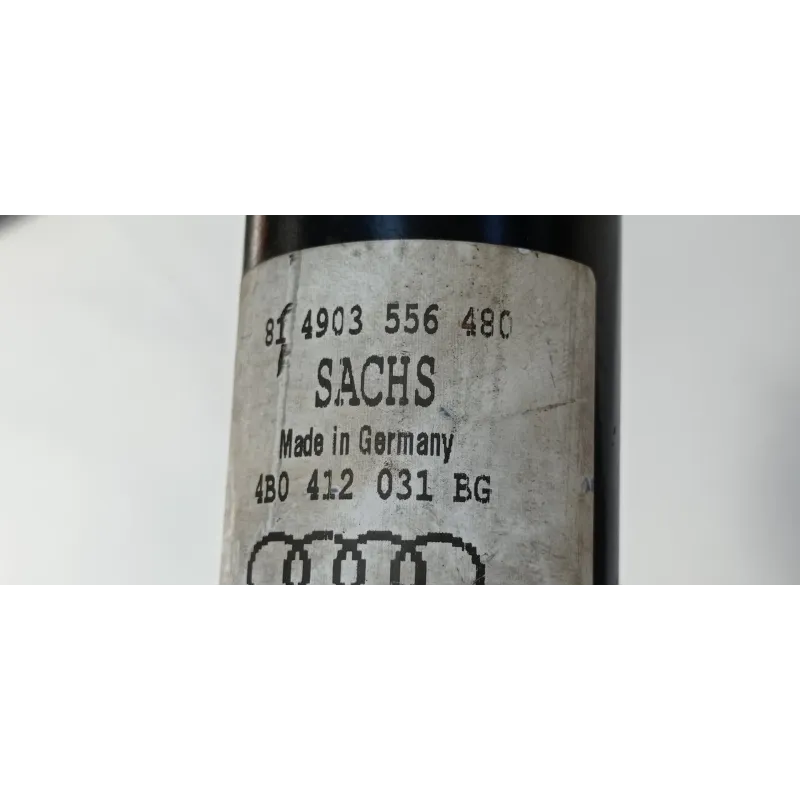 81 4903 556 480
SACHS
Made in Germany
4B0 412 031 BG